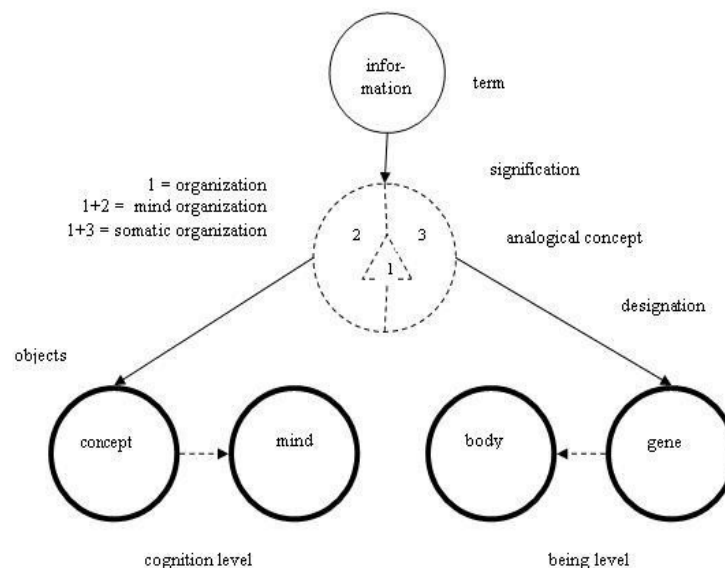 infor-
mation
term
signification
1 = organization
1+2 = mind organization
1+3 = somatic organization
2
3
1
analogical concept
designation
objects
concept
mind
body
gene
cognition level
being level